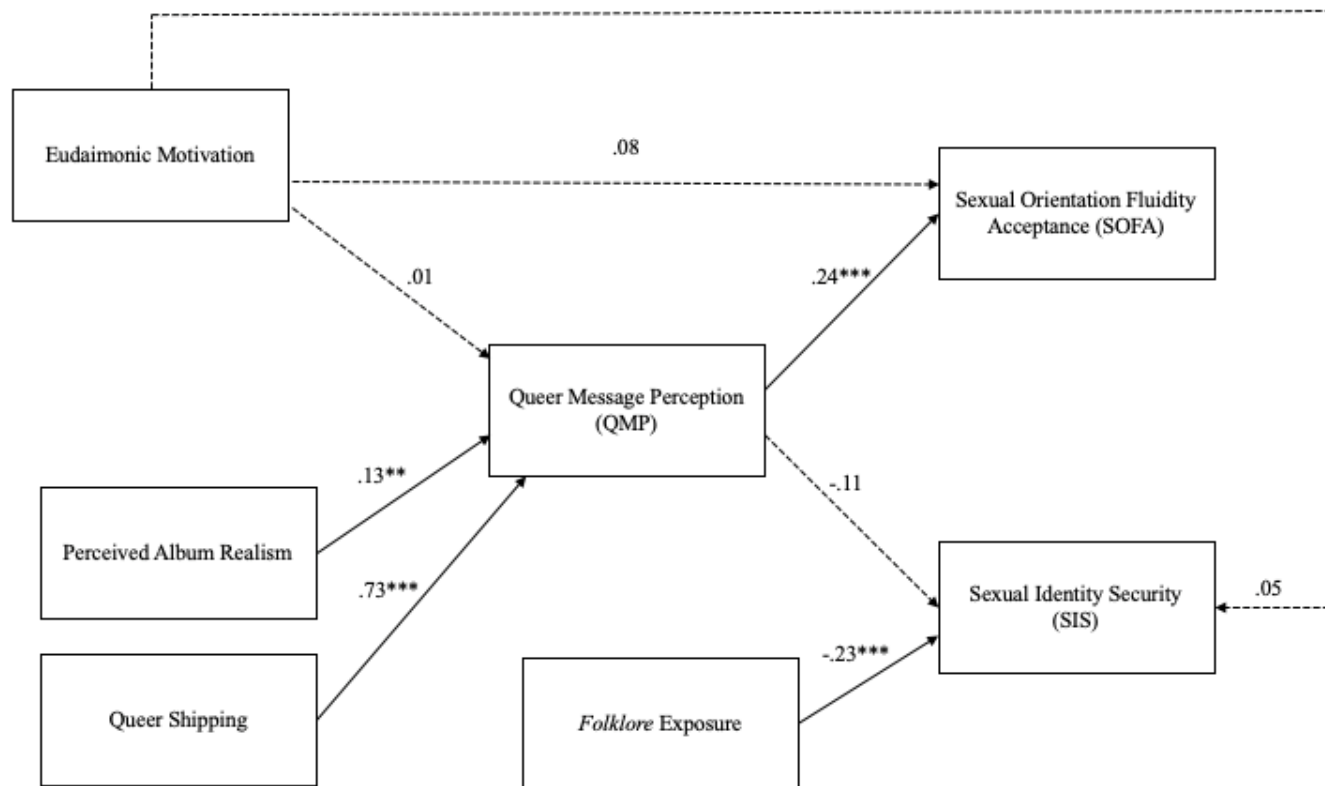 Eudaimonic Motivation
.08
Sexual Orientation Fluidity
Acceptance (SOFA)
.01
.24***
Queer Message Perception
(QMP)
.13**
-.11
Perceived Album Realism
.73***
Sexual Identity Security
(SIS)
.05
-.23***
Queer Shipping
Folklore Exposure